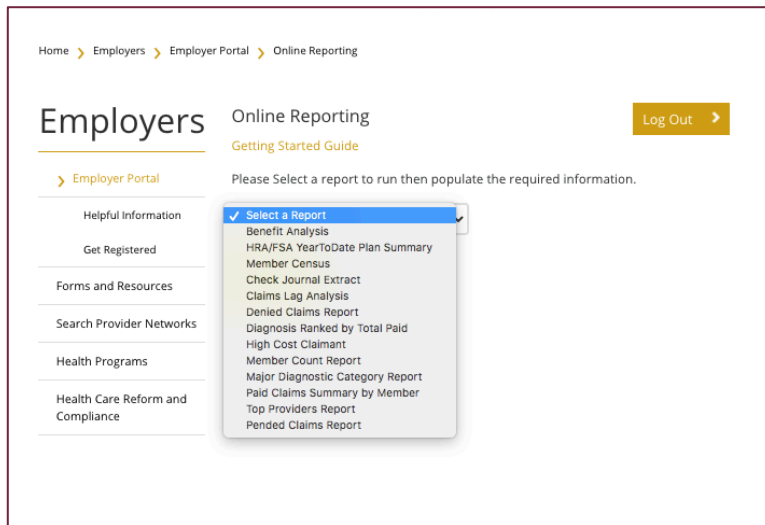 Home > Employers > Employer Portal > Online Reporting
Employers
Employer Portal
Helpful Information
Get Registered
Forms and Resources
Search Provider Networks
Health Programs
Health Care Reform and
Compliance
Online Reporting
Log Out >
Getting Started Guide
Please Select a report to run then populate the required information.
✓ Select a Report
Benefit Analysis
HRA/FSA YearToDate Plan Summary
Member Census
Check Journal Extract
Claims Lag Analysis
Denied Claims Report
Diagnosis Ranked by Total Paid
High Cost Claimant
Member Count Report
Major Diagnostic Category Report
Paid Claims Summary by Member
Top Providers Report
Pended Claims Report